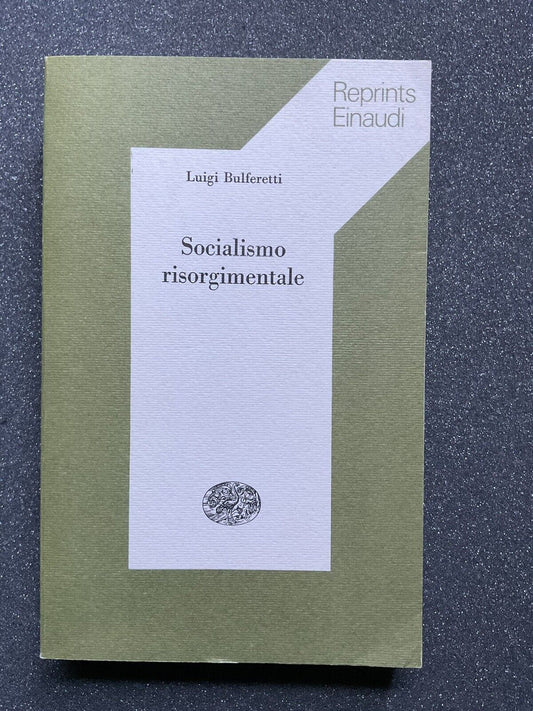 Reprints
Einaudi
Luigi Bulferetti
Socialismo
risorgimentale